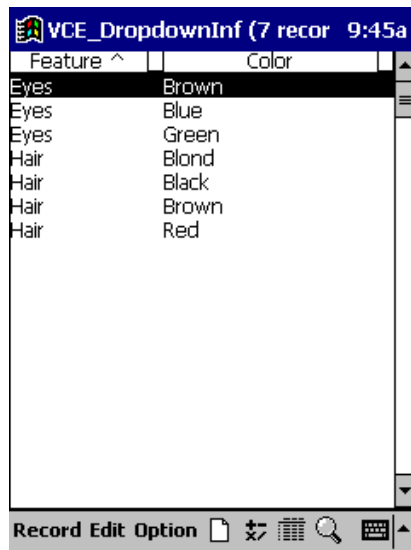 VCE_DropdownInf (7 recor 9:45a
Feature ^ Color
Eyes Brown
Eyes Blue
Eyes Green
Hair Blond
Hair Black
Hair Brown
Hair Red
Record Edit Option